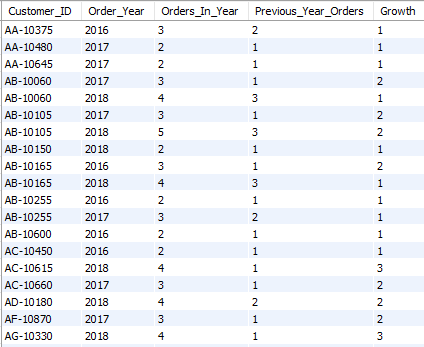 Customer_ID Order_Year Orders_In_Year Previous_Year_Orders Growth
AA-10375 2016 3 2 1
AA-10480 2017 2 1 1
AA-10645 2017 2 1 1
AB-10060 2017 3 1 2
AB-10060 2018 4 3 1
AB-10105 2017 3 1 2
AB-10105 2018 5 3 2
AB-10150 2018 2 1 1
AB-10165 2016 3 1 2
AB-10165 2018 4 3 1
AB-10255 2016 2 1 1
AB-10255 2017 3 2 1
AB-10600 2016 2 1 1
AC-10450 2016 2 1 1
AC-10615 2018 4 1 3
AC-10660 2017 3 1 2
AD-10180 2018 4 2 2
AF-10870 2017 3 1 2
AG-10330 2018 4 1 3